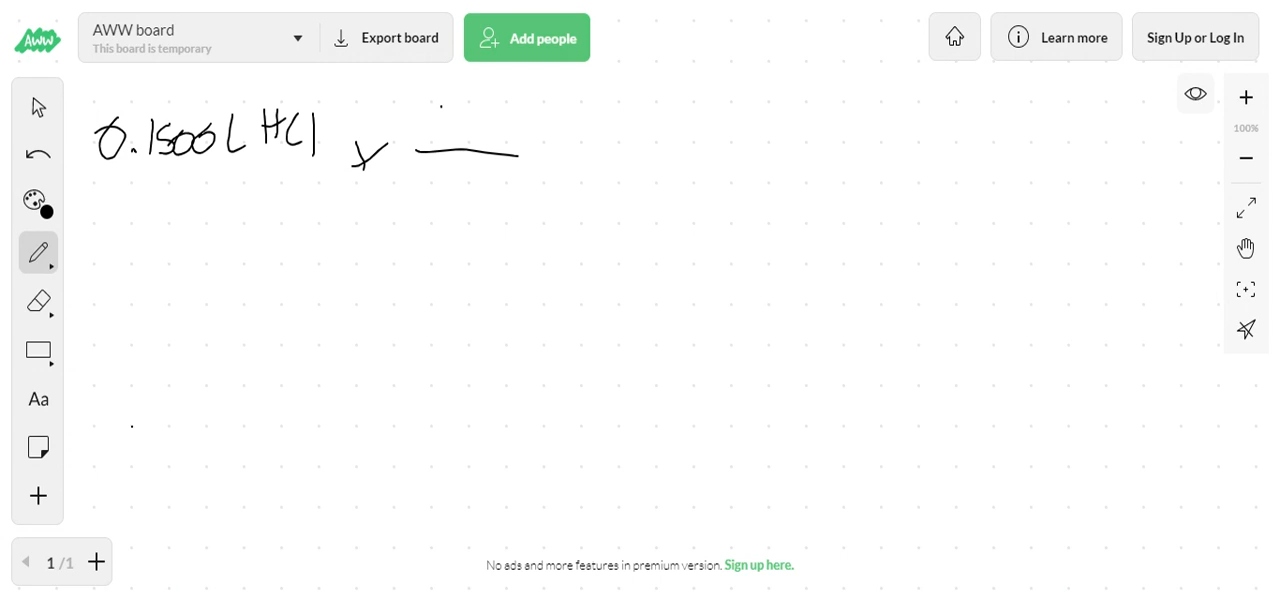 AWW
AWW board
This board is temporary
Export board
Add people
Learn more
Sign Up or Log In
0.1500 L HCl x
100%
Aa
1 /1
No ads and more features in premium version. Sign up here.